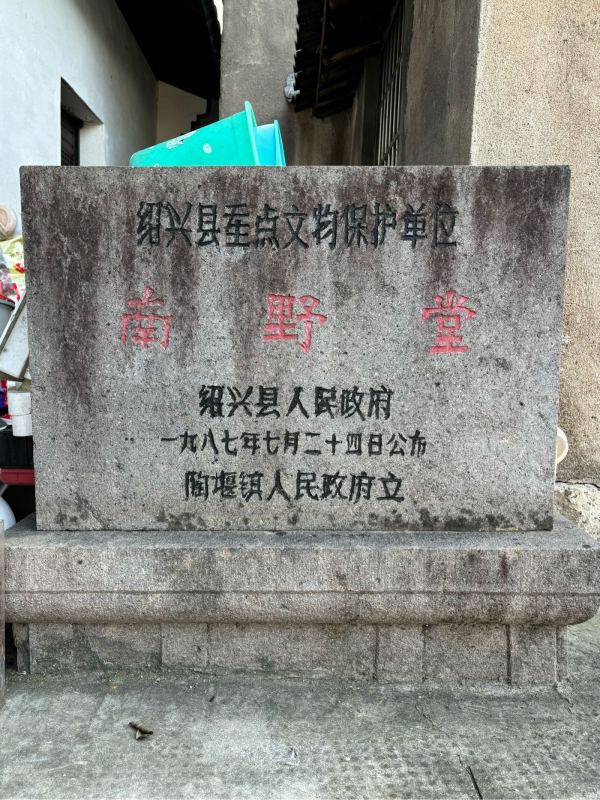 绍兴县重点文物保护单位
南野堂
绍兴县人民政府
一九八七年七月二十四日公布
陶堰镇人民政府立